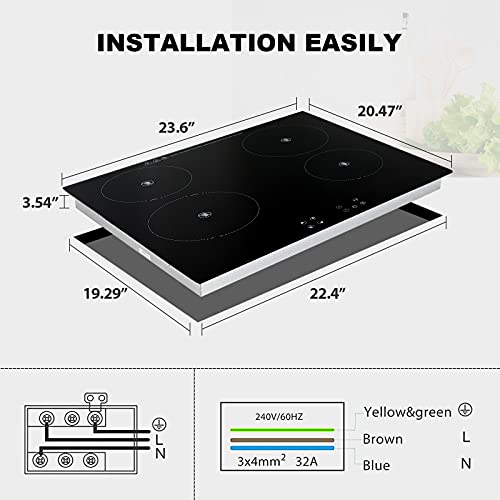 INSTALLATION EASILY
23.6”
20.47”
3.54”
19.29”
22.4”
L
N
240V/60HZ
3x4mm² 32A
Yellow&green
Brown L
Blue N